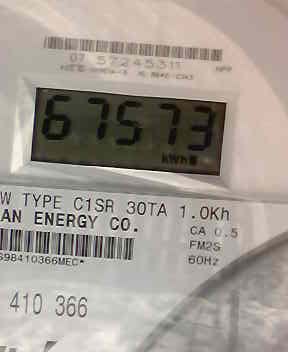 07 57245311
67573
kWh
W TYPE C1SR 30TA 1.0Kh
AN ENERGY CO.
CA 0.5
FM2S
60Hz
98410366MEC*
410 366